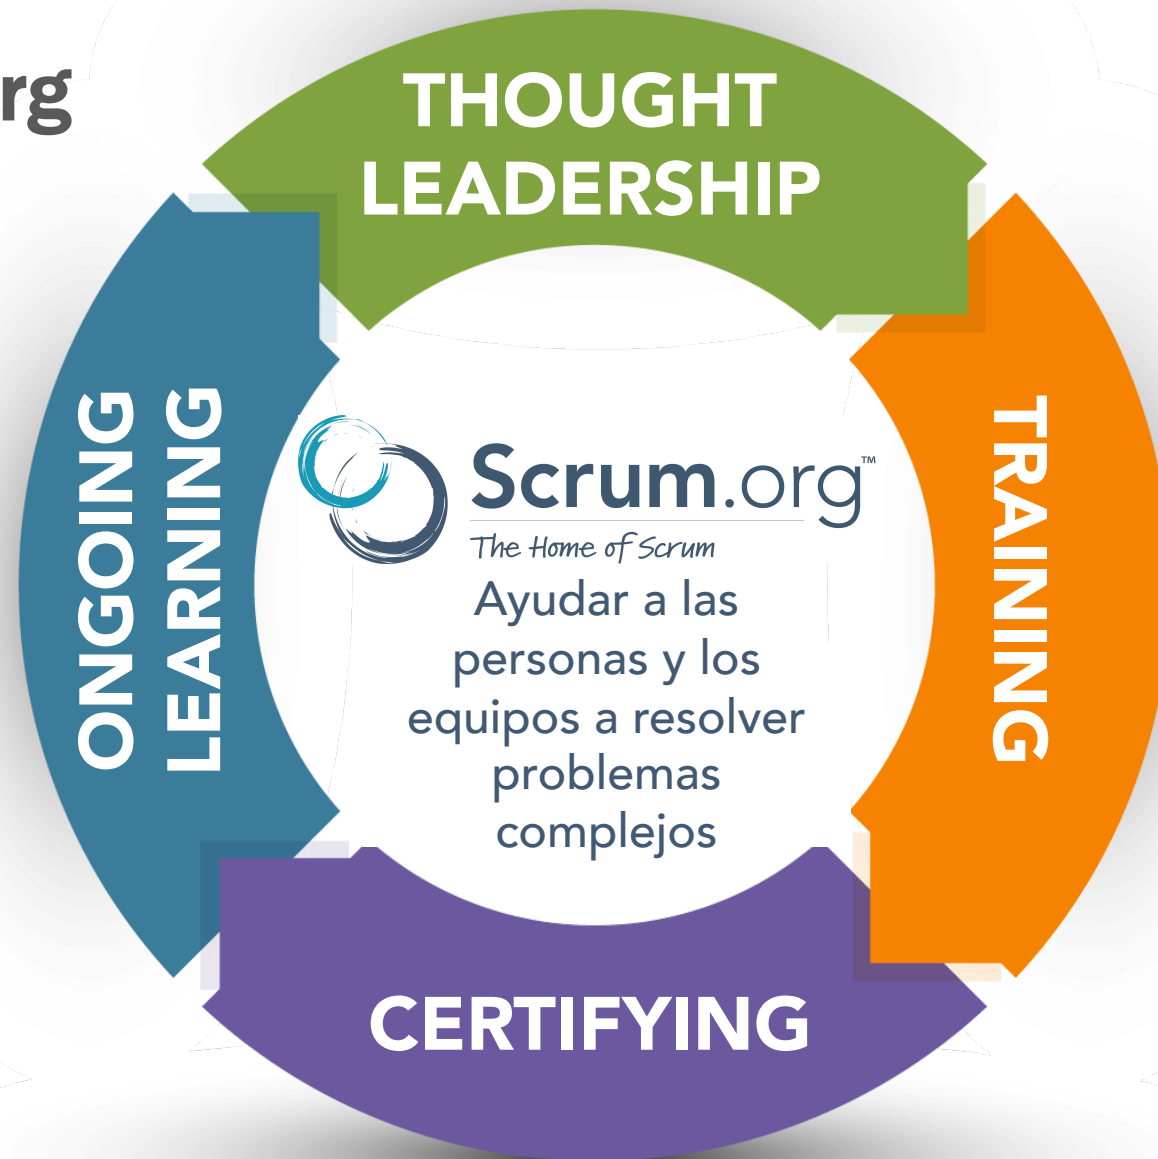 rg
THOUGHT
LEADERSHIP
ONGOING
LEARNING
Scrum.org™
The Home of Scrum
Ayudar a las
personas y los
equipos a resolver
problemas
complejos
TRAINING
CERTIFYING